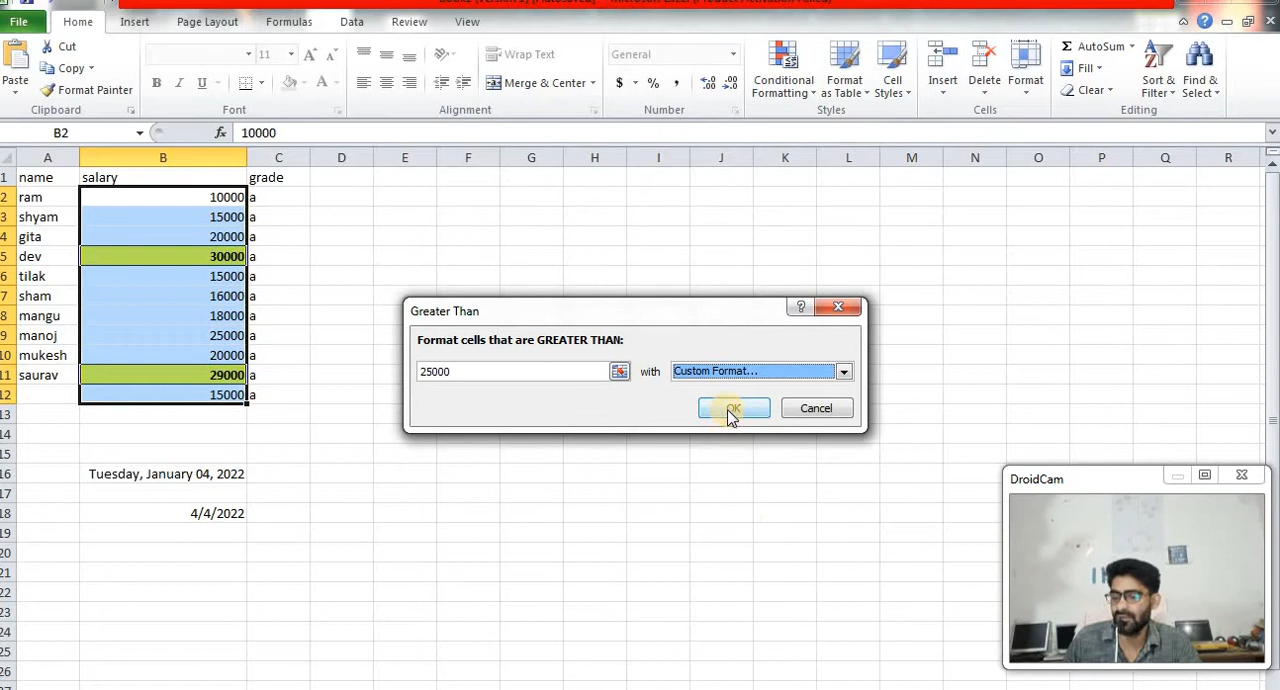 File Home Insert Page Layout Formulas Data Review View
Paste Cut Copy Format Painter Clipboard
11 A A B I U A Font
Wrap Text Merge & Center Alignment
General $ % , Number
Conditional Formatting Format as Table Cell Styles Styles
Insert Delete Format Cells
Σ AutoSum Fill Clear Sort & Filter Find & Select Editing
B2 fx 10000
A B C D E F G H I J K L M N O P Q R
1 name salary grade
2 ram 10000 a
3 shyam 15000 a
4 gita 20000 a
5 dev 30000 a
6 tilak 15000 a
7 sham 16000 a
8 mangu 18000 a
9 manoj 25000 a
10 mukesh 20000 a
11 saurav 29000 a
12 15000 a
13
14
15
16 Tuesday, January 04, 2022
17
18 4/4/2022
19
20
21
22
23
24
25
26
Greater Than
Format cells that are GREATER THAN:
25000 with Custom Format...
OK Cancel
DroidCam